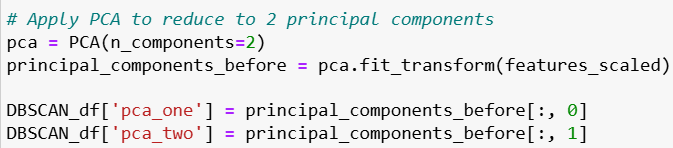 # Apply PCA to reduce to 2 principal components
pca = PCA(n_components=2)
principal_components_before = pca.fit_transform(features_scaled)
DBSCAN_df['pca_one'] = principal_components_before[:, 0]
DBSCAN_df['pca_two'] = principal_components_before[:, 1]